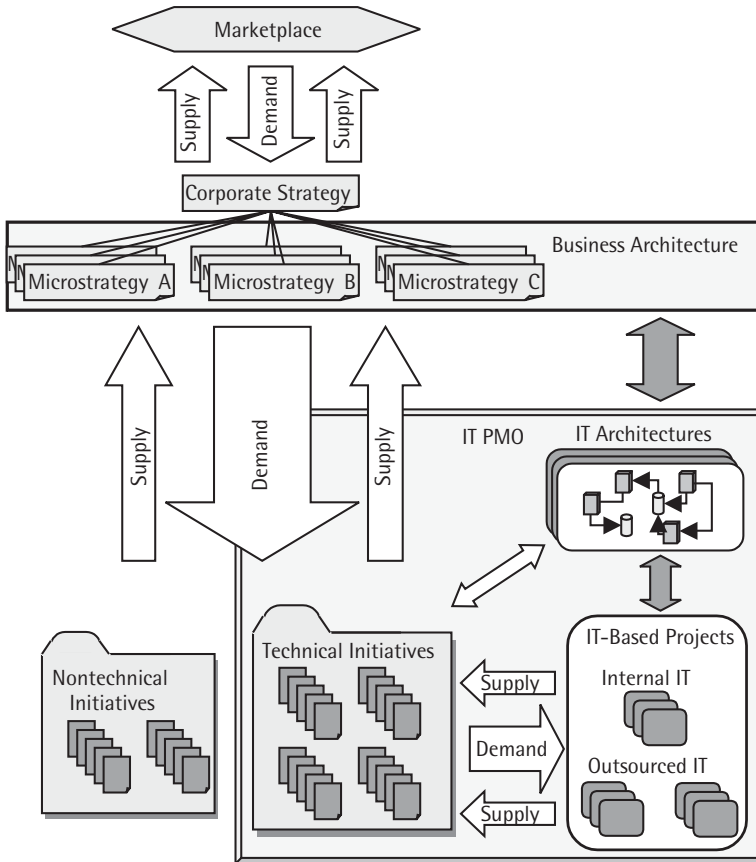 Marketplace
Supply
Demand
Supply
Corporate Strategy
Business Architecture
N
N
Microstrategy A
N
N
Microstrategy B
N
N
Microstrategy C
Supply
Demand
Supply
IT PMO
IT Architectures
IT-Based Projects
Internal IT
Outsourced IT
Technical Initiatives
Supply
Demand
Supply
Nontechnical
Initiatives